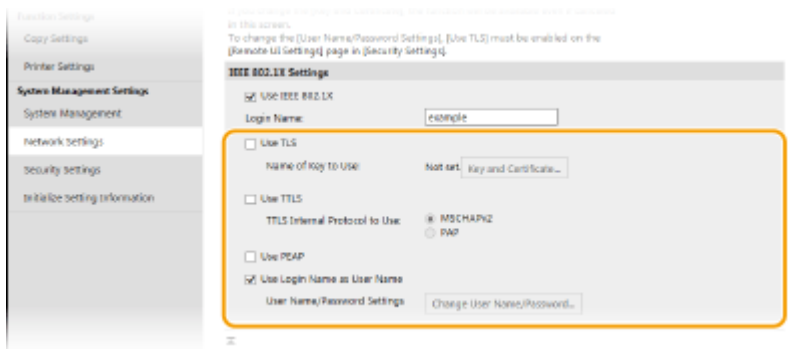 Function Settings
Copy Settings
Printer Settings
System Management Settings
System Management
Network Settings
Security Settings
Initialize Setting Information
in this screen.
To change the [User Name/Password Settings], [Use TLS] must be enabled on the
[Remote UI Settings] page in [Security Settings].
IEEE 802.1X Settings
Use IEEE 802.1X
Login Name: example
Use TLS
Name of Key to Use: Not set. Key and Certificate...
Use TTLS
TTLS Internal Protocol to Use: MSCHAPv2
PAP
Use PEAP
Use Login Name as User Name
User Name/Password Settings Change User Name/Password...